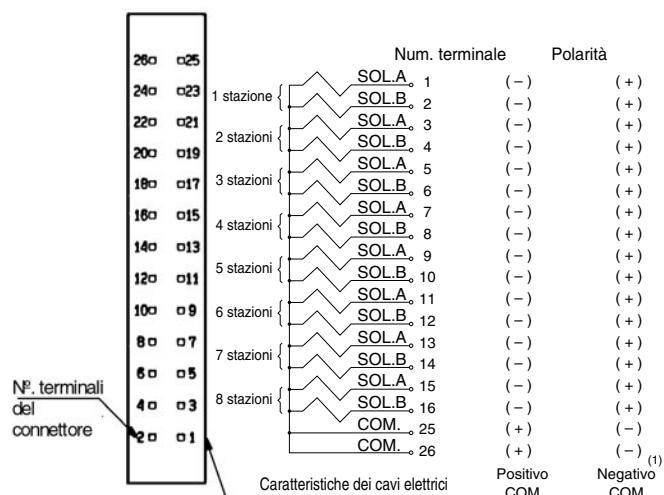 Num. terminale Polarità
26 25
24 23
22 21
20 19
18 17
16 15
14 13
12 11
10 9
8 7
6 5
4 3
2 1
Nº. terminali
del
connettore
1 stazione
SOL.A 1 (−) (+)
SOL.B 2 (−) (+)
2 stazioni
SOL.A 3 (−) (+)
SOL.B 4 (−) (+)
3 stazioni
SOL.A 5 (−) (+)
SOL.B 6 (−) (+)
4 stazioni
SOL.A 7 (−) (+)
SOL.B 8 (−) (+)
5 stazioni
SOL.A 9 (−) (+)
SOL.B 10 (−) (+)
6 stazioni
SOL.A 11 (−) (+)
SOL.B 12 (−) (+)
7 stazioni
SOL.A 13 (−) (+)
SOL.B 14 (−) (+)
8 stazioni
SOL.A 15 (−) (+)
SOL.B 16 (−) (+)
COM. 25 (+) (−)
COM. 26 (+) (−) (1)
Caratteristiche dei cavi elettrici
Positivo Negativo
COM COM